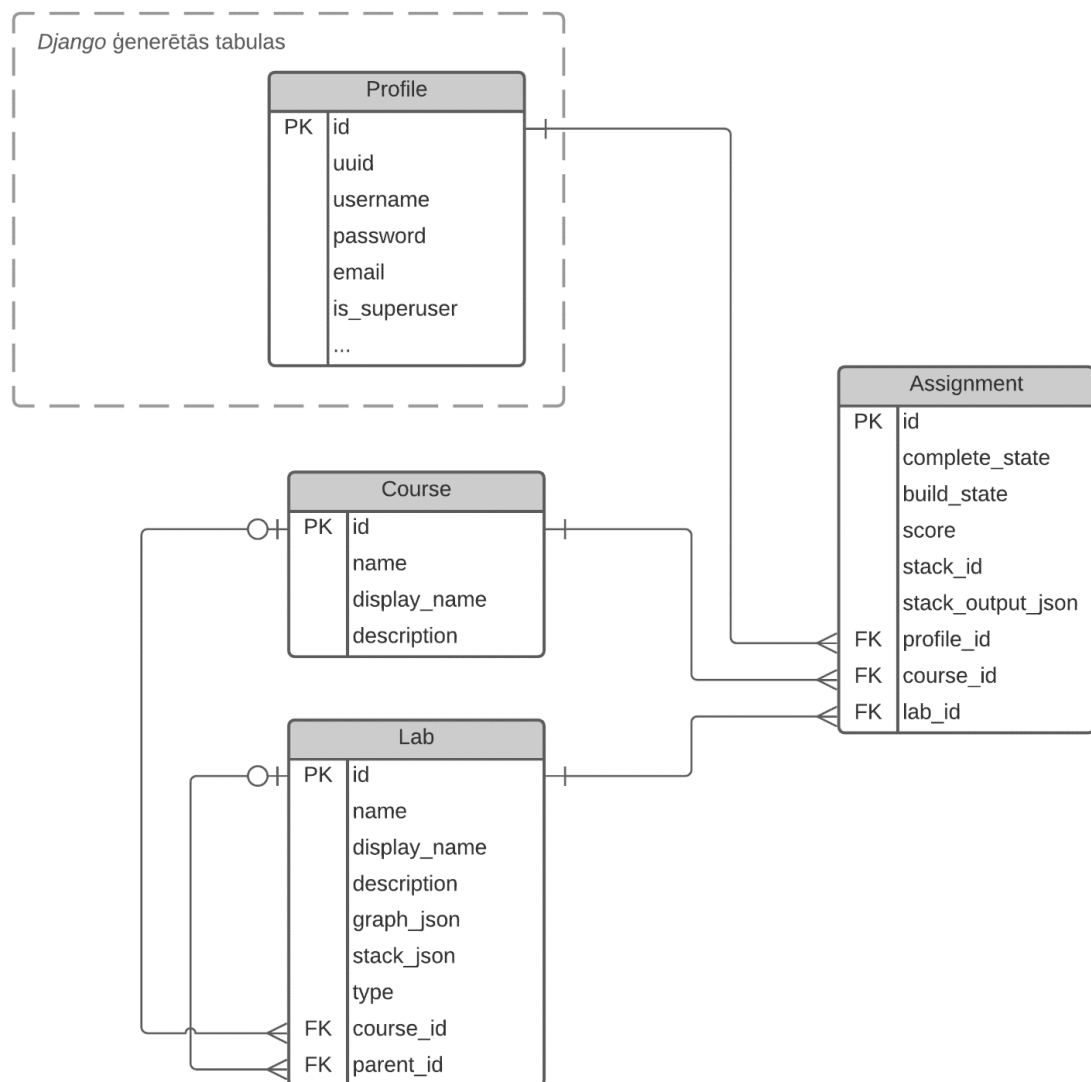 Django ģenerētās tabulas
Profile
PK id
uuid
username
password
email
is_superuser
...
Assignment
PK id
complete_state
build_state
score
stack_id
stack_output_json
FK profile_id
FK course_id
FK lab_id
Course
PK id
name
display_name
description
Lab
PK id
name
display_name
description
graph_json
stack_json
type
FK course_id
FK parent_id